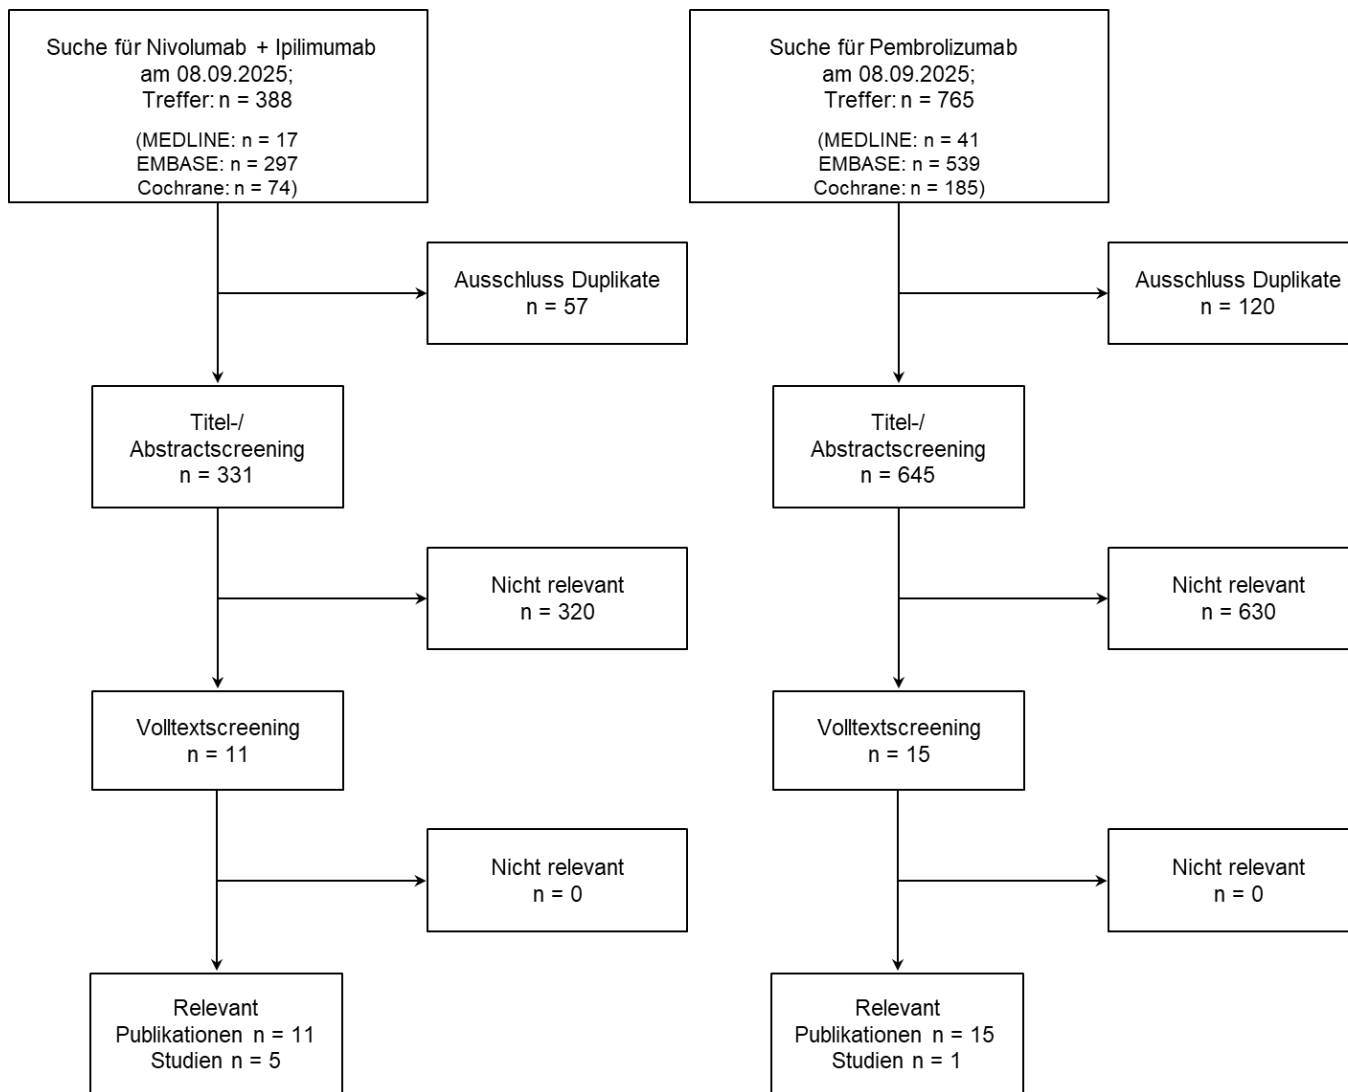 Suche für Nivolumab + Ipilimumab
am 08.09.2025;
Treffer: n = 388
(MEDLINE: n = 17
EMBASE: n = 297
Cochrane: n = 74)
Ausschluss Duplikate
n = 57
Titel-/
Abstractscreening
n = 331
Nicht relevant
n = 320
Volltextscreening
n = 11
Nicht relevant
n = 0
Relevant
Publikationen n = 11
Studien n = 5
Suche für Pembrolizumab
am 08.09.2025;
Treffer: n = 765
(MEDLINE: n = 41
EMBASE: n = 539
Cochrane: n = 185)
Ausschluss Duplikate
n = 120
Titel-/
Abstractscreening
n = 645
Nicht relevant
n = 630
Volltextscreening
n = 15
Nicht relevant
n = 0
Relevant
Publikationen n = 15
Studien n = 1